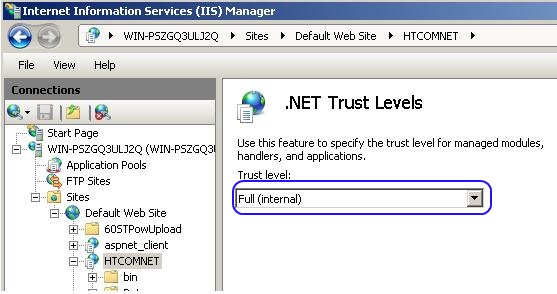 Internet Information Services (IIS) Manager
WIN-PSZGQ3ULJ2Q Sites Default Web Site HTCOMNET
File View Help
Connections
Start Page
WIN-PSZGQ3ULJ2Q (WIN-PSZGQ3U
Application Pools
FTP Sites
Sites
Default Web Site
60STPowUpload
aspnet_client
HTCOMNET
bin
.NET Trust Levels
Use this feature to specify the trust level for managed modules,
handlers, and applications.
Trust level:
Full (internal)